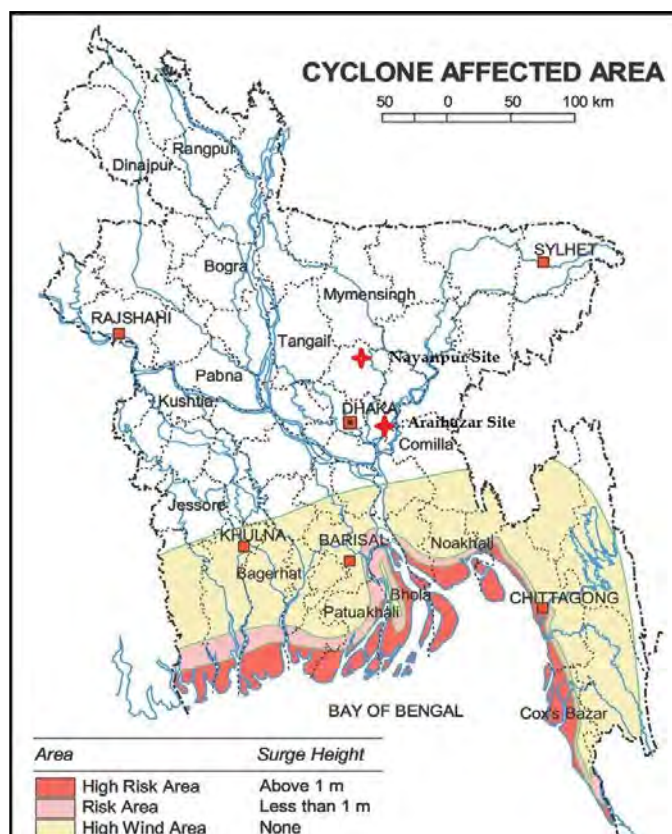 CYCLONE AFFECTED AREA
50 0 50 100 km
Rangpur
Dinajpur
SYLHET
Bogra
Mymensingh
RAJSHAHI
Tangail
Nayanpur Site
Pabna
Kushtia
DHAKA
Araihazar Site
Comilla
Jessore
KHULNA
BARISAL
Noakhali
Bagerhat
Bhola
CHITTAGONG
Patuakhali
BAY OF BENGAL
Cox's Bazar
Area Surge Height
High Risk Area Above 1 m
Risk Area Less than 1 m
High Wind Area None